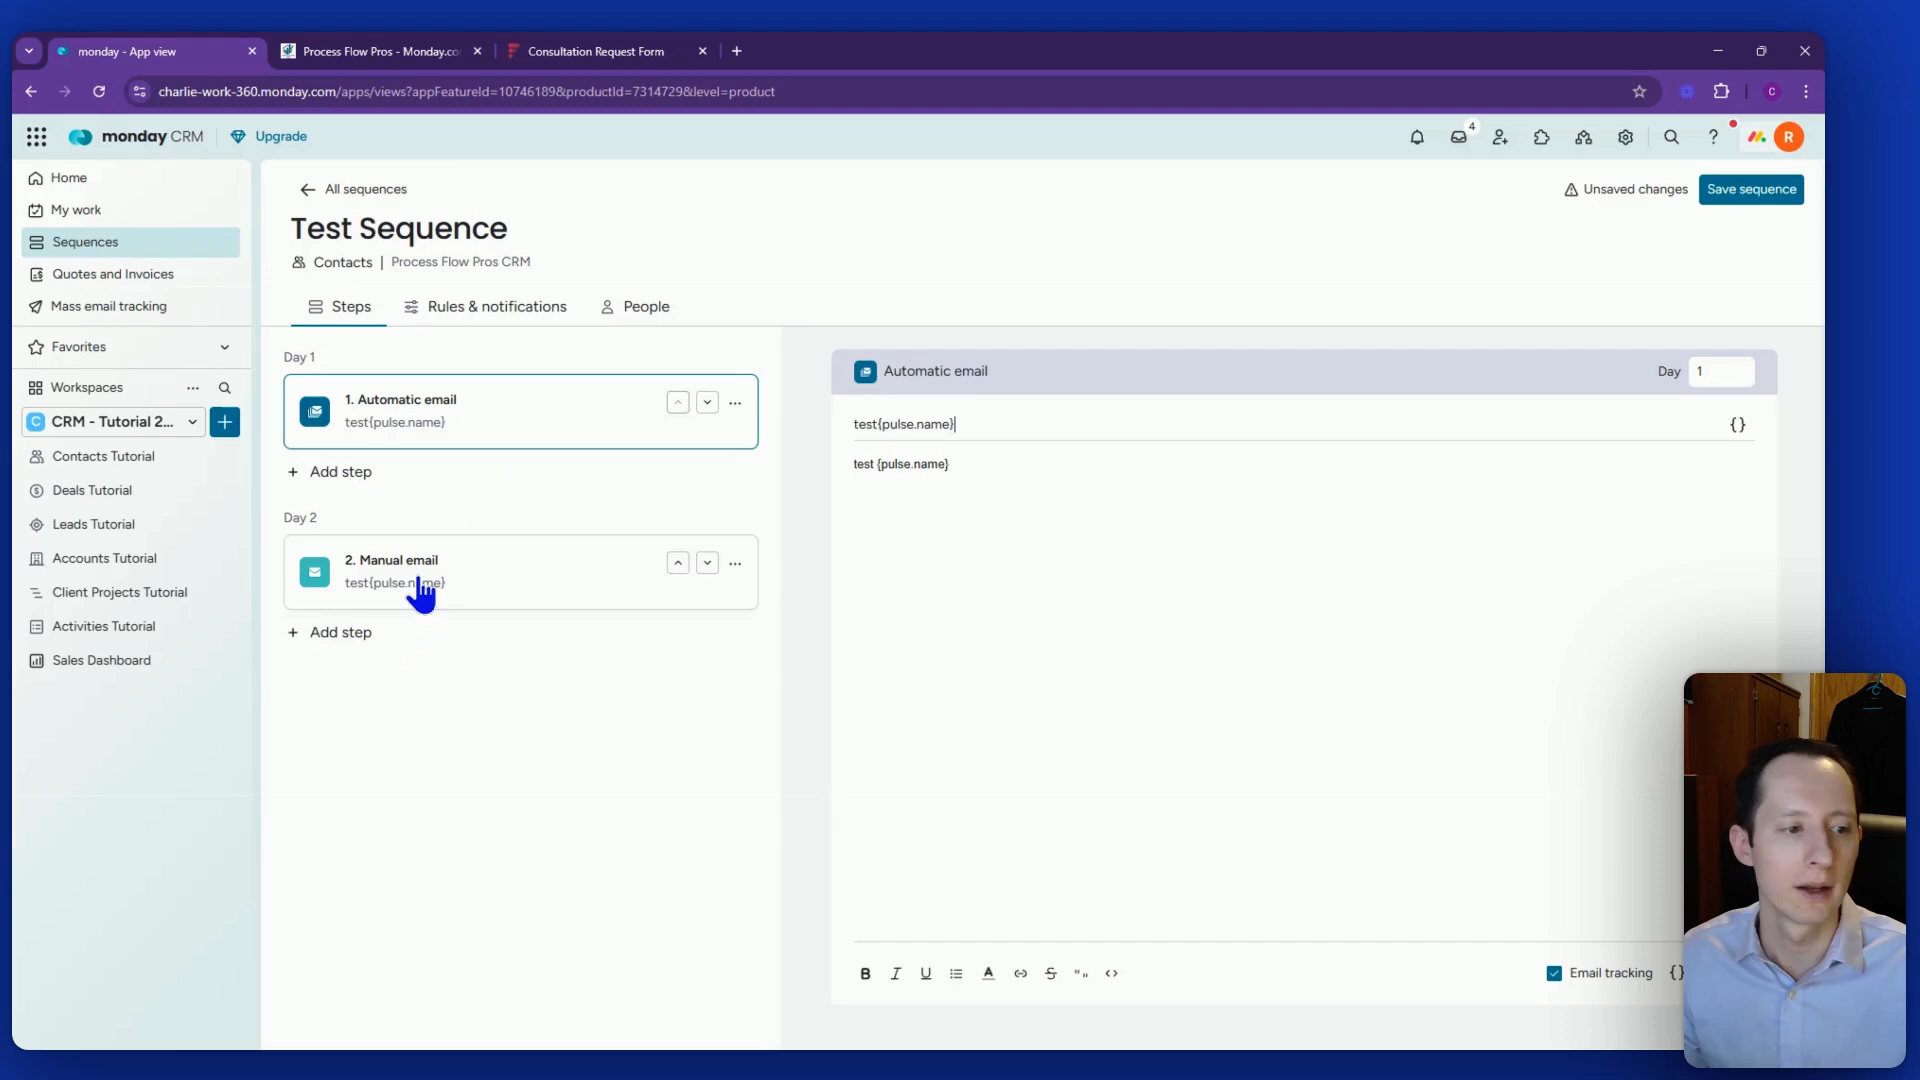 monday - App view
Process Flow Pros - Monday.co
Consultation Request Form
charlie-work-360.monday.com/apps/views?appFeatureId=10746189&productId=7314729&level=product
C
monday CRM
Upgrade
4
?
R
Home
My work
Sequences
Quotes and Invoices
Mass email tracking
Favorites
Workspaces
C
CRM - Tutorial 2...
Contacts Tutorial
Deals Tutorial
Leads Tutorial
Accounts Tutorial
Client Projects Tutorial
Activities Tutorial
Sales Dashboard
All sequences
Unsaved changes
Save sequence
Test Sequence
Contacts | Process Flow Pros CRM
Steps
Rules & notifications
People
Day 1
1. Automatic email
test{pulse.name}
+ Add step
Day 2
2. Manual email
test{pulse.name}
+ Add step
Automatic email
Day 1
test{pulse.name}
{}
test {pulse.name}
B I U A S
Email tracking {}